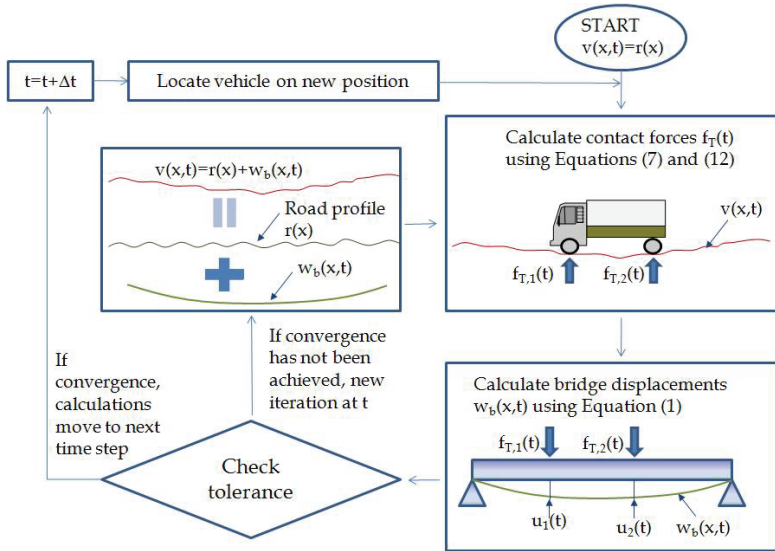 START
v(x,t)=r(x)
t=t+Δt
Locate vehicle on new position
Calculate contact forces f_T(t)
using Equations (7) and (12)
v(x,t)
f_T,1(t)
f_T,2(t)
v(x,t)=r(x)+w_b(x,t)
Road profile
r(x)
w_b(x,t)
If
convergence,
calculations
move to next
time step
If convergence
has not been
achieved, new
iteration at t
Calculate bridge displacements
w_b(x,t) using Equation (1)
f_T,1(t)
f_T,2(t)
u_1(t)
u_2(t)
w_b(x,t)
Check
tolerance